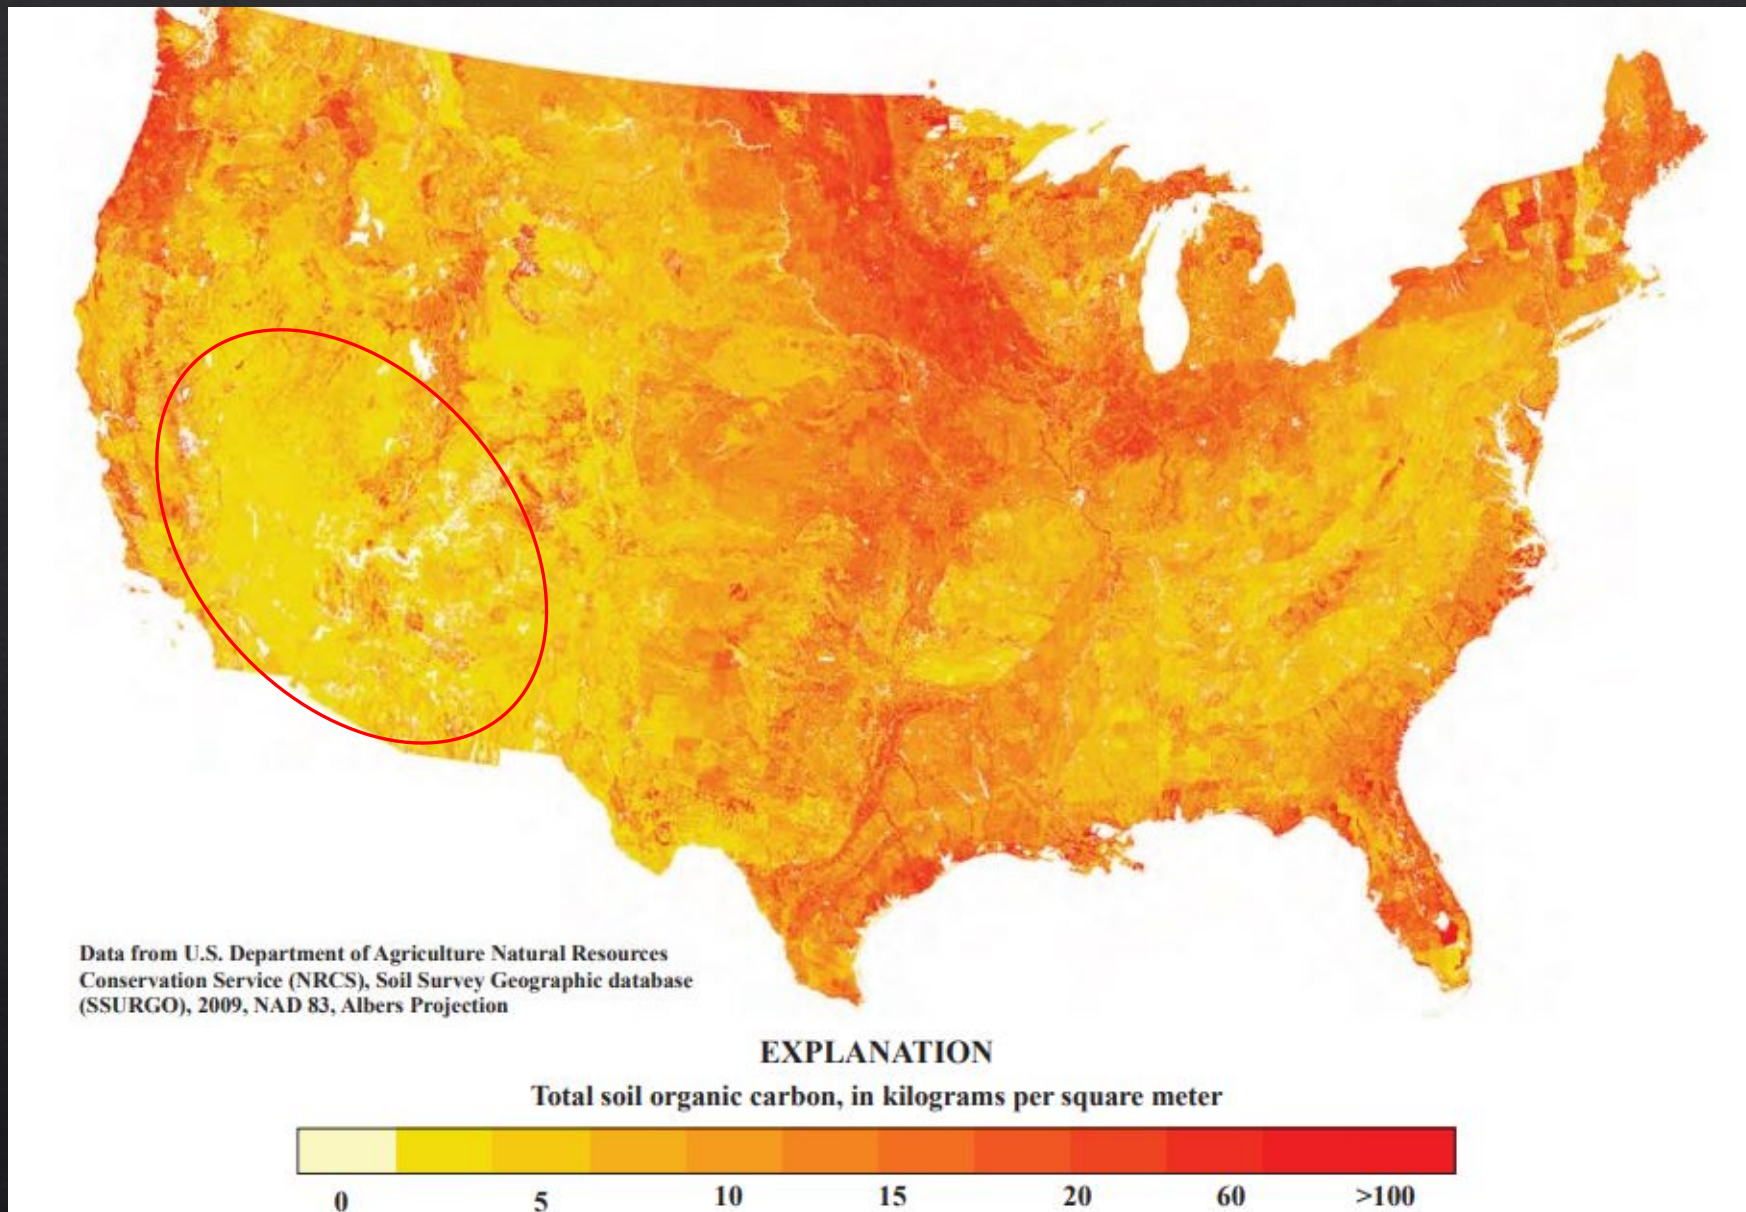 Data from U.S. Department of Agriculture Natural Resources
Conservation Service (NRCS), Soil Survey Geographic database
(SSURGO), 2009, NAD 83, Albers Projection
EXPLANATION
Total soil organic carbon, in kilograms per square meter
0 5 10 15 20 60 >100